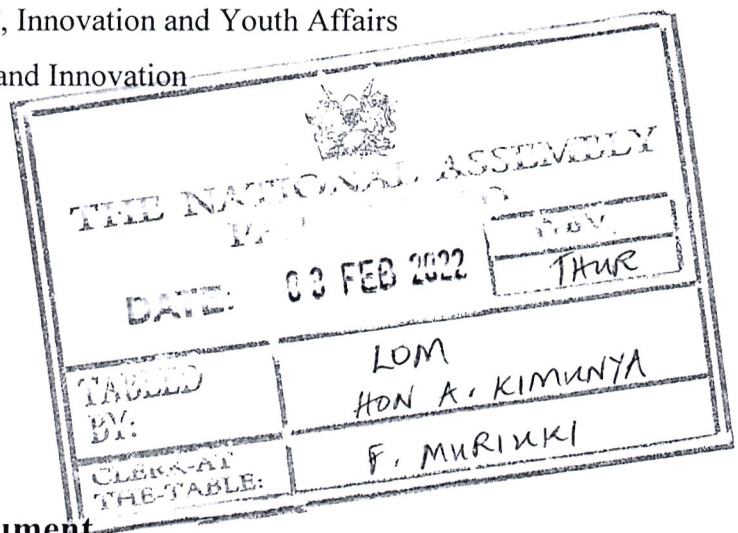 , Innovation and Youth Affairs
and Innovation
THE NATIONAL ASSEMBLY
DATE: 03 FEB 2022
THUR
TABLED BY:
LOM
HON A. KIMUNYA
CLERK-AT THE-TABLE:
F. MURIUKI
ument